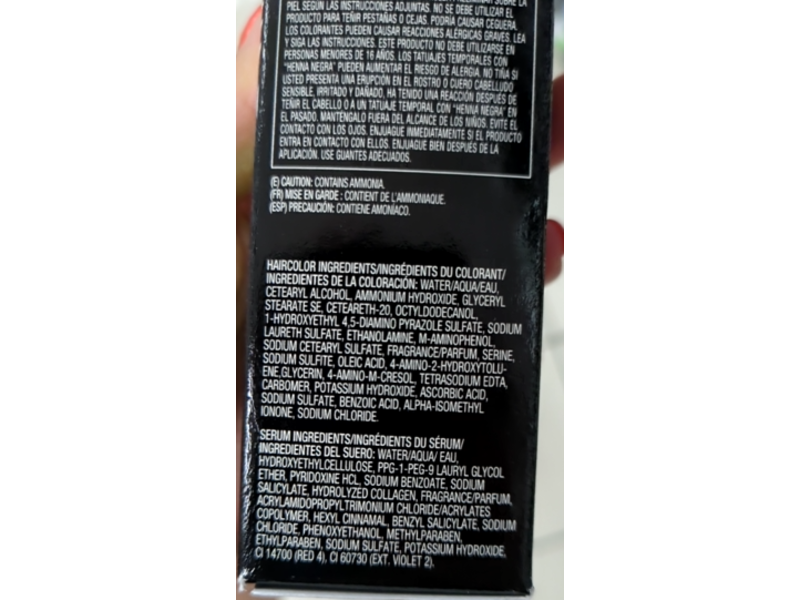 PIEL SEGÚN LAS INSTRUCCIONES ADJUNTAS. NO SE DEBE UTILIZAR EL
PRODUCTO PARA TEÑIR PESTAÑAS O CEJAS. PODRÍA CAUSAR CEGUERA.
LOS COLORANTES PUEDEN CAUSAR REACCIONES ALÉRGICAS GRAVES. LEA
Y SIGA LAS INSTRUCCIONES. ESTE PRODUCTO NO DEBE UTILIZARSE EN
PERSONAS MENORES DE 16 AÑOS. LOS TATUAJES TEMPORALES CON
"HENNA NEGRA" PUEDEN AUMENTAR EL RIESGO DE ALERGIA. NO TIÑA SI
USTED PRESENTA UNA ERUPCIÓN EN EL ROSTRO O CUERO CABELLUDO
SENSIBLE, IRRITADO Y DAÑADO, HA TENIDO UNA REACCIÓN DESPUÉS DE
TEÑIR EL CABELLO O A UN TATUAJE TEMPORAL CON "HENNA NEGRA" EN
EL PASADO. MANTENGALO FUERA DEL ALCANCE DE LOS NIÑOS. EVITE EL
CONTACTO CON LOS OJOS. ENJUAGUE INMEDIATAMENTE SI EL PRODUCTO
ENTRA EN CONTACTO CON ELLOS. ENJUAGUE BIEN DESPUÉS DE LA
APLICACIÓN. USE GUANTES ADECUADOS.
(E) CAUTION: CONTAINS AMMONIA.
(FR) MISE EN GARDE : CONTIENT DE L'AMMONIAQUE.
(ESP) PRECAUCIÓN: CONTIENE AMONÍACO.
HAIRCOLOR INGREDIENTS/INGRÉDIENTS DU COLORANT/
INGREDIENTES DE LA COLORACIÓN: WATER/AQUA/EAU,
CETEARYL ALCOHOL, AMMONIUM HYDROXIDE, GLYCERYL
STEARATE SE, CETEARETH-20, OCTYLDODECANOL,
1-HYDROXYETHYL 4,5-DIAMINO PYRAZOLE SULFATE, SODIUM
LAURETH SULFATE, ETHANOLAMINE, M-AMINOPHENOL,
SODIUM CETEARYL SULFATE, FRAGRANCE/PARFUM, SERINE,
SODIUM SULFITE, OLEIC ACID, 4-AMINO-2-HYDROXYTOLU-
ENE,GLYCERIN, 4-AMINO-M-CRESOL, TETRASODIUM EDTA,
CARBOMER, POTASSIUM HYDROXIDE, ASCORBIC ACID,
SODIUM SULFATE, BENZOIC ACID, ALPHA-ISOMETHYL
IONONE, SODIUM CHLORIDE.
SERUM INGREDIENTS/INGRÉDIENTS DU SÉRUM/
INGREDIENTES DEL SUERO: WATER/AQUA/ EAU,
HYDROXYETHYLCELLULOSE, PPG-1-PEG-9 LAURYL GLYCOL
ETHER, PYRIDOXINE HCL, SODIUM BENZOATE, SODIUM
SALICYLATE, HYDROLYZED COLLAGEN, FRAGRANCE/PARFUM,
ACRYLAMIDOPROPYLTRIMONIUM CHLORIDE/ACRYLATES
COPOLYMER, HEXYL CINNAMAL, BENZYL SALICYLATE, SODIUM
CHLORIDE, PHENOXYETHANOL, METHYLPARABEN,
ETHYLPARABEN, SODIUM SULFATE, POTASSIUM HYDROXIDE,
CI 14700 (RED 4), CI 60730 (EXT. VIOLET 2).